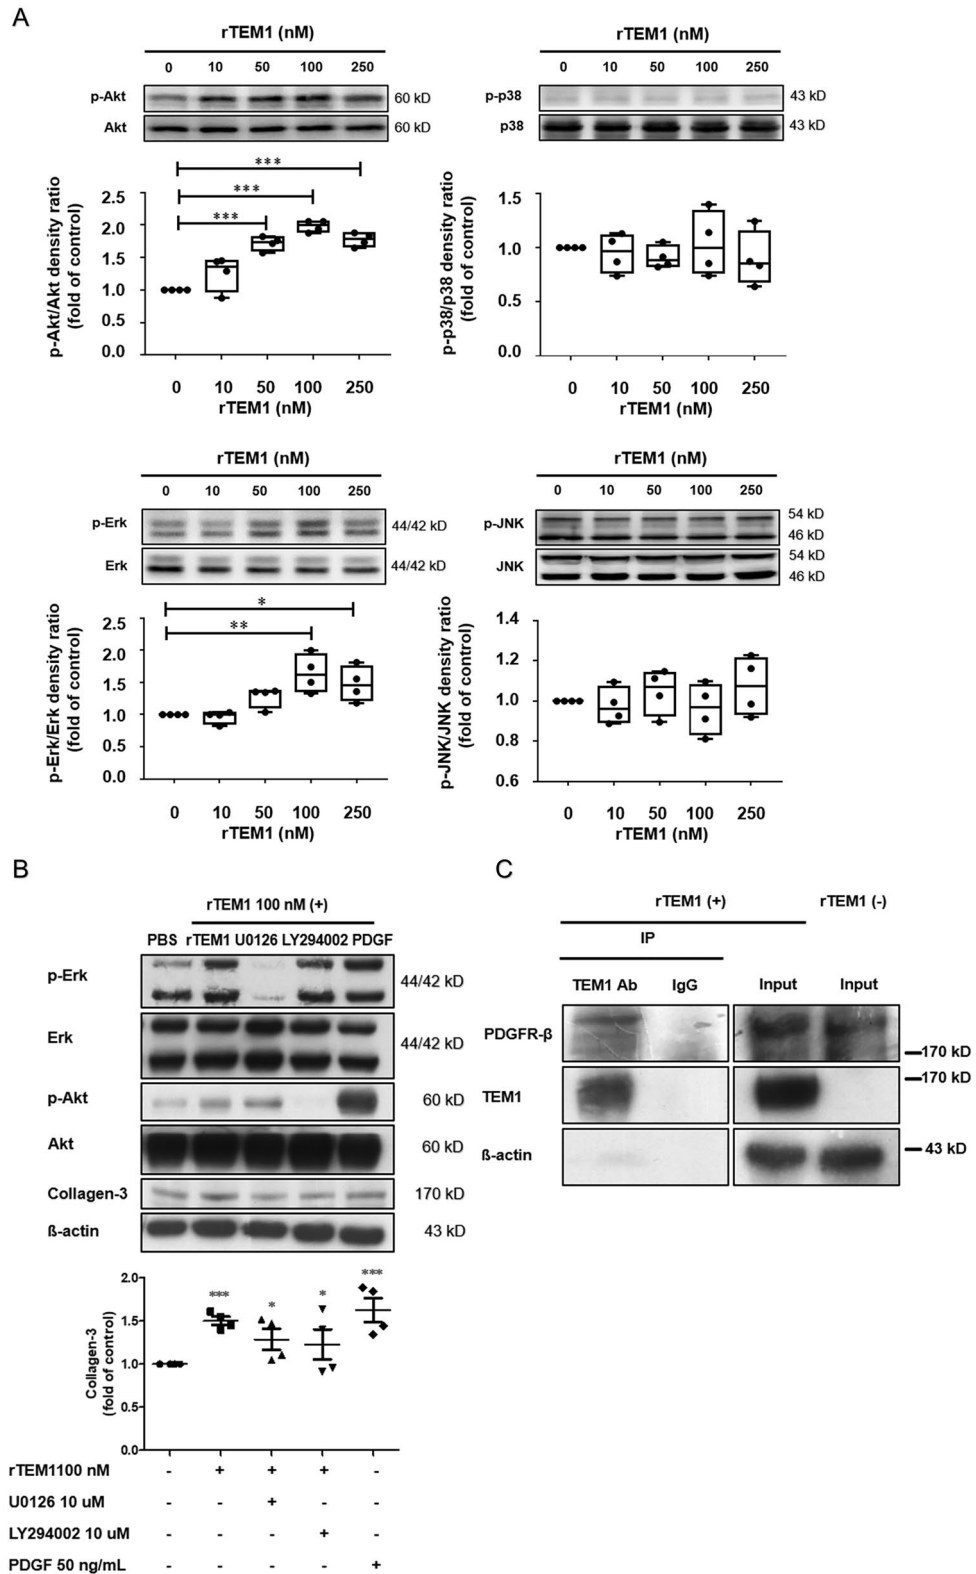 A
rTEM1 (nM)
0 10 50 100 250
p-Akt 60 kD
Akt 60 kD
***
***
***
p-Akt/Akt density ratio
(fold of control)
2.5
2.0
1.5
1.0
0.5
0.0
0 10 50 100 250
rTEM1 (nM)
rTEM1 (nM)
0 10 50 100 250
p-p38 43 kD
p38 43 kD
p-p38/p38 density ratio
(fold of control)
1.5
1.0
0.5
0.0
0 10 50 100 250
rTEM1 (nM)
rTEM1 (nM)
0 10 50 100 250
p-Erk 44/42 kD
Erk 44/42 kD
*
**
p-Erk/Erk density ratio
(fold of control)
2.5
2.0
1.5
1.0
0.5
0.0
0 10 50 100 250
rTEM1 (nM)
rTEM1 (nM)
0 10 50 100 250
p-JNK 54 kD
46 kD
JNK 54 kD
46 kD
p-JNK/JNK density ratio
(fold of control)
1.4
1.2
1.0
0.8
0.6
0 10 50 100 250
rTEM1 (nM)
B
rTEM1 100 nM (+)
PBS rTEM1 U0126 LY294002 PDGF
p-Erk 44/42 kD
Erk 44/42 kD
p-Akt 60 kD
Akt 60 kD
Collagen-3 170 kD
ß-actin 43 kD
Collagen-3
(fold of control)
2.0
1.5
1.0
0.5
0.0
*** * * ***
rTEM1100 nM - + + + -
U0126 10 uM - - + - -
LY294002 10 uM - - - + -
PDGF 50 ng/mL - - - - +
C
rTEM1 (+) rTEM1 (-)
IP
TEM1 Ab IgG Input Input
PDGFR-ß
170 kD
170 kD
TEM1
ß-actin 43 kD